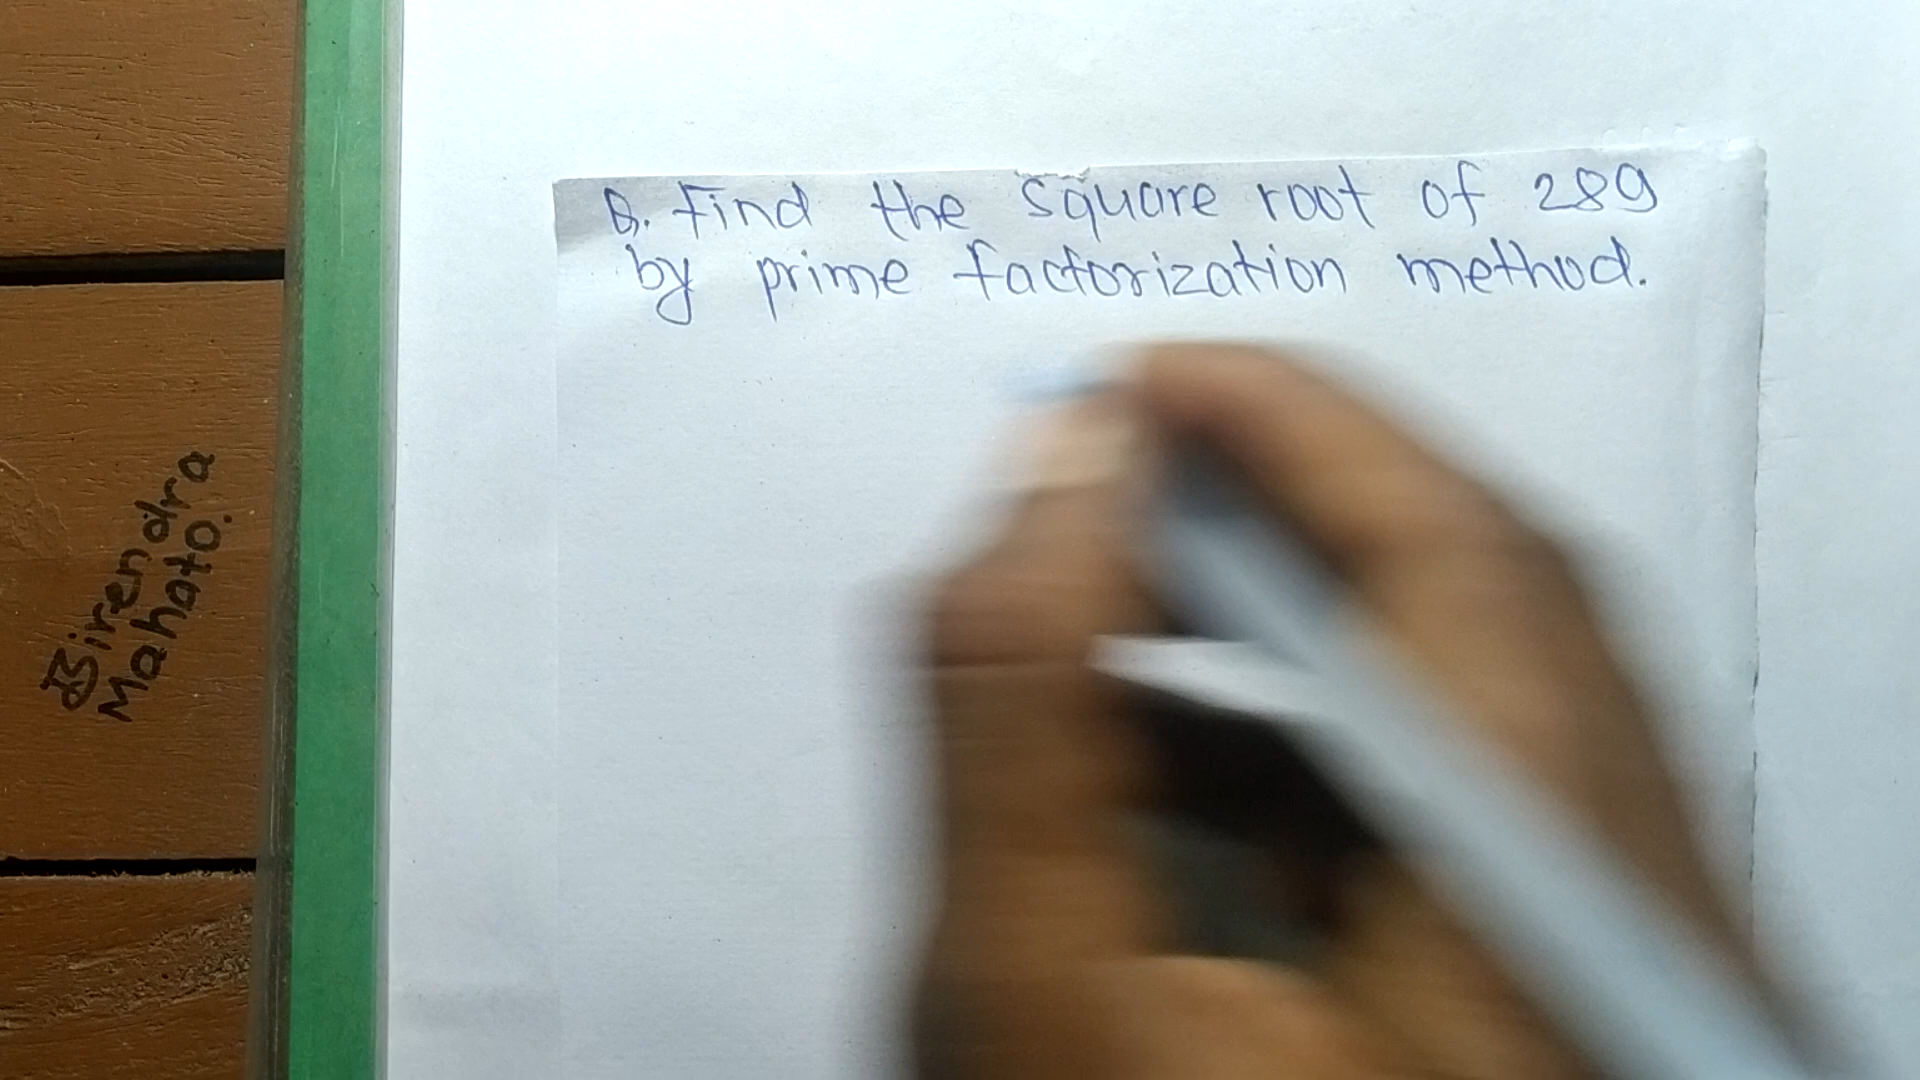 Q. Find the square root of 289
by prime factorization method.
Birendra
Mahato.